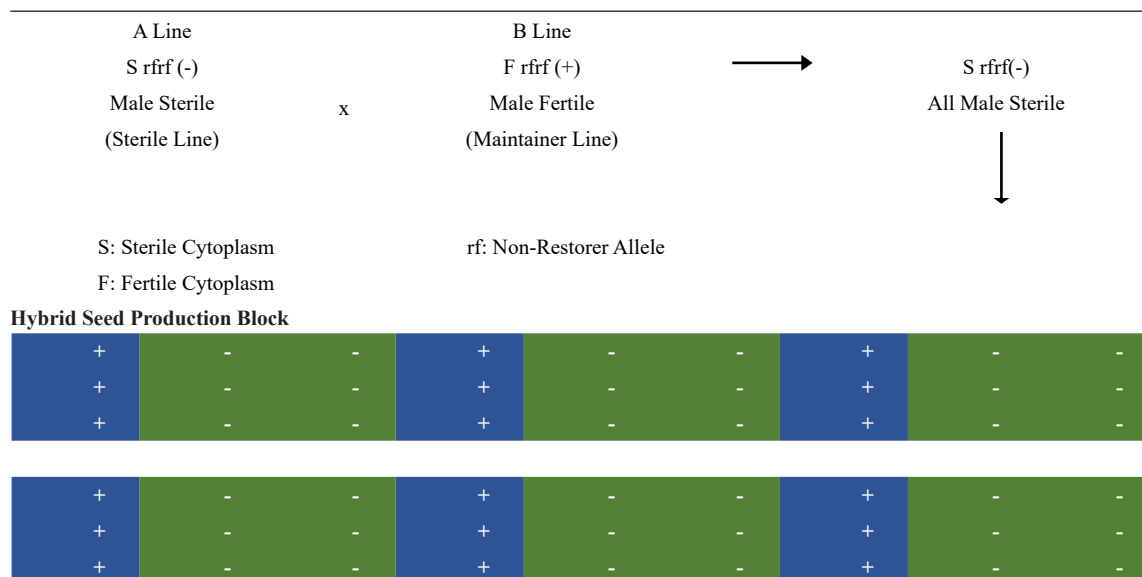 A Line B Line
S rfrf (-) F rfrf (+) S rfrf(-)
Male Sterile x Male Fertile All Male Sterile
(Sterile Line) (Maintainer Line)
S: Sterile Cytoplasm rf: Non-Restorer Allele
F: Fertile Cytoplasm
Hybrid Seed Production Block
+ - - + - - + - -
+ - - + - - + - -
+ - - + - - + - -
+ - - + - - + - -
+ - - + - - + - -
+ - - + - - + - -